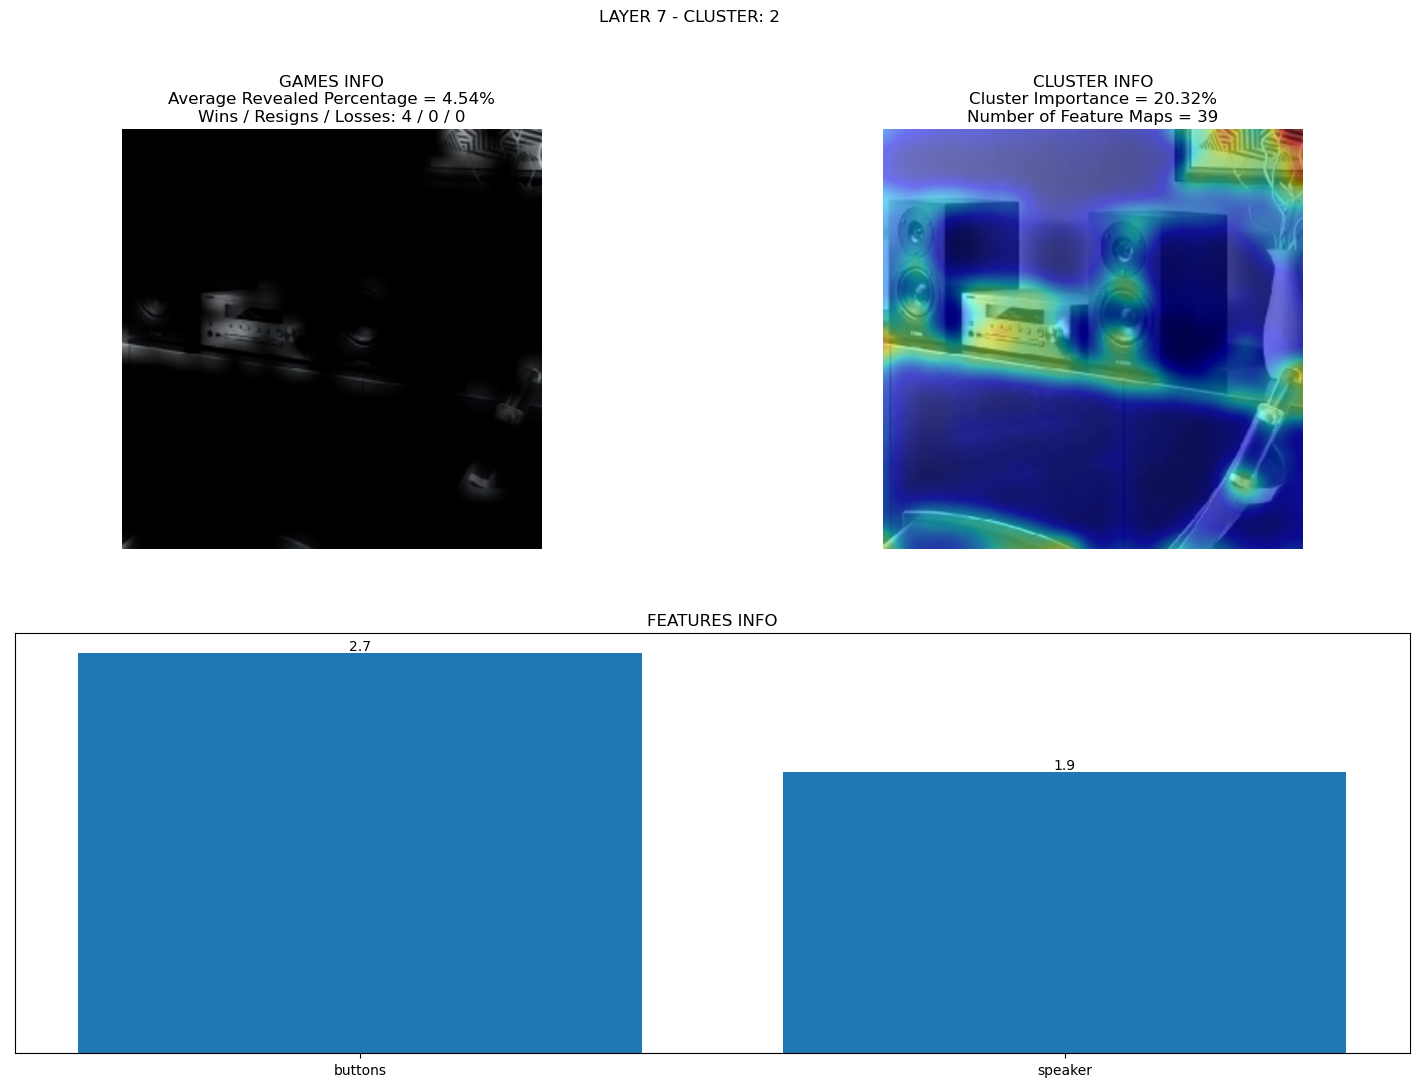 LAYER 7 - CLUSTER: 2
GAMES INFO
Average Revealed Percentage = 4.54%
Wins / Resigns / Losses: 4 / 0 / 0
CLUSTER INFO
Cluster Importance = 20.32%
Number of Feature Maps = 39
FEATURES INFO
2.7
1.9
buttons
speaker